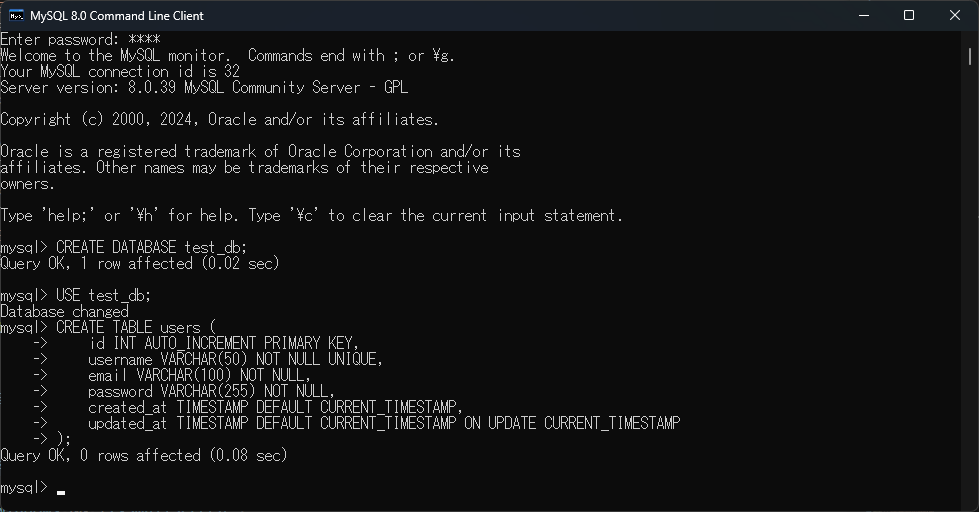 MySQL 8.0 Command Line Client
Enter password: ****
Welcome to the MySQL monitor.  Commands end with ; or ¥g.
Your MySQL connection id is 32
Server version: 8.0.39 MySQL Community Server - GPL
Copyright (c) 2000, 2024, Oracle and/or its affiliates.
Oracle is a registered trademark of Oracle Corporation and/or its
affiliates. Other names may be trademarks of their respective
owners.
Type 'help;' or '¥h' for help. Type '¥c' to clear the current input statement.
mysql> CREATE DATABASE test_db;
Query OK, 1 row affected (0.02 sec)
mysql> USE test_db;
Database changed
mysql> CREATE TABLE users (
    ->     id INT AUTO_INCREMENT PRIMARY KEY,
    ->     username VARCHAR(50) NOT NULL UNIQUE,
    ->     email VARCHAR(100) NOT NULL,
    ->     password VARCHAR(255) NOT NULL,
    ->     created_at TIMESTAMP DEFAULT CURRENT_TIMESTAMP,
    ->     updated_at TIMESTAMP DEFAULT CURRENT_TIMESTAMP ON UPDATE CURRENT_TIMESTAMP
    -> );
Query OK, 0 rows affected (0.08 sec)
mysql>